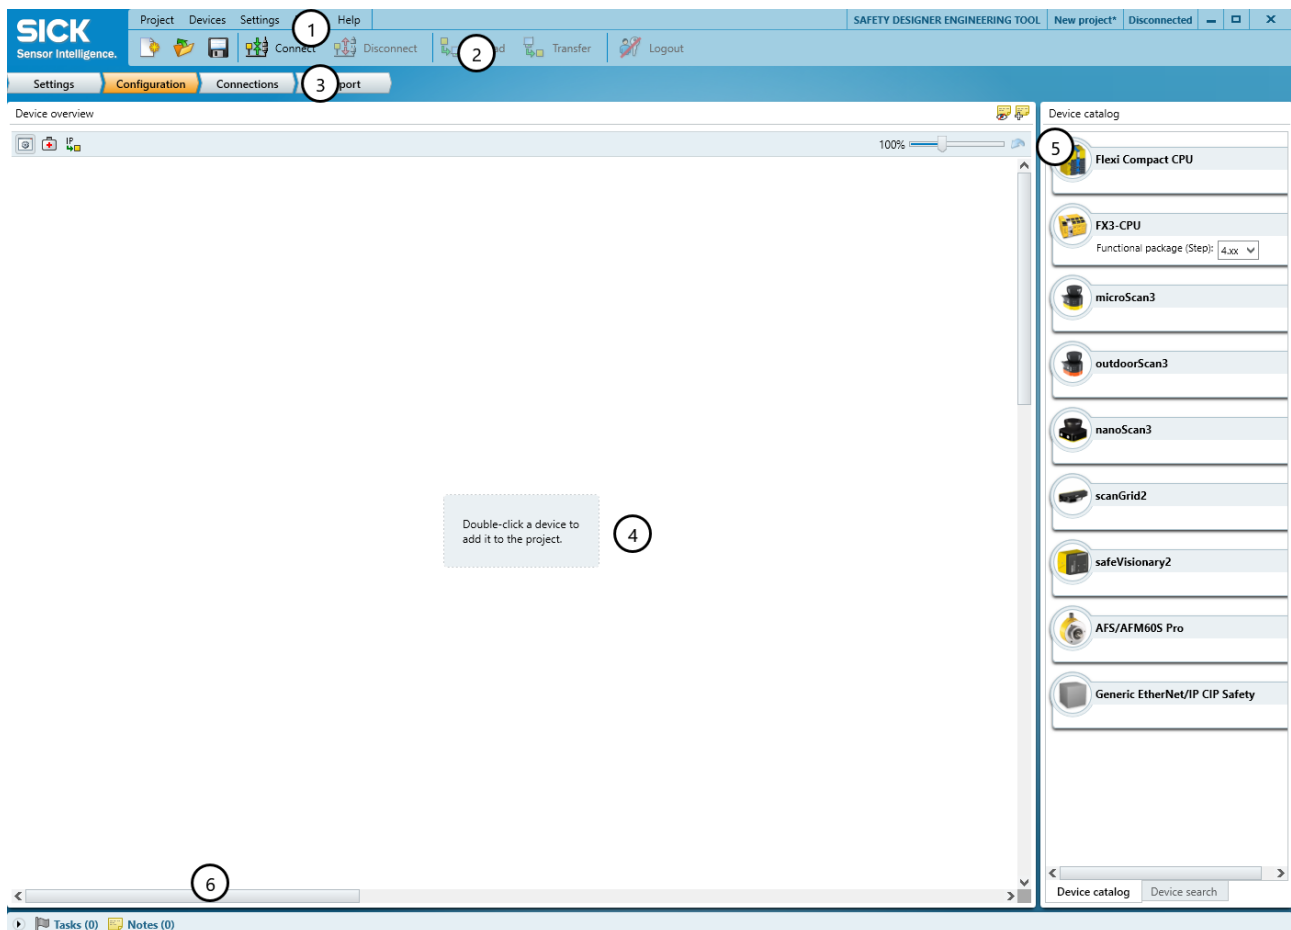 SICK
Sensor Intelligence.
Project Devices Settings Help
SAFETY DESIGNER ENGINEERING TOOL New project* Disconnected
1
Connect Disconnect Transfer Logout
2
Settings Configuration Connections port
3
Device overview
IP
100%
Device catalog
5
Flexi Compact CPU
FX3-CPU
Functional package (Step): 4.xx
microScan3
outdoorScan3
nanoScan3
scanGrid2
safeVisionary2
AFS/AFM60S Pro
Generic EtherNet/IP CIP Safety
Double-click a device to
add it to the project.
4
6
Device catalog Device search
Tasks (0) Notes (0)